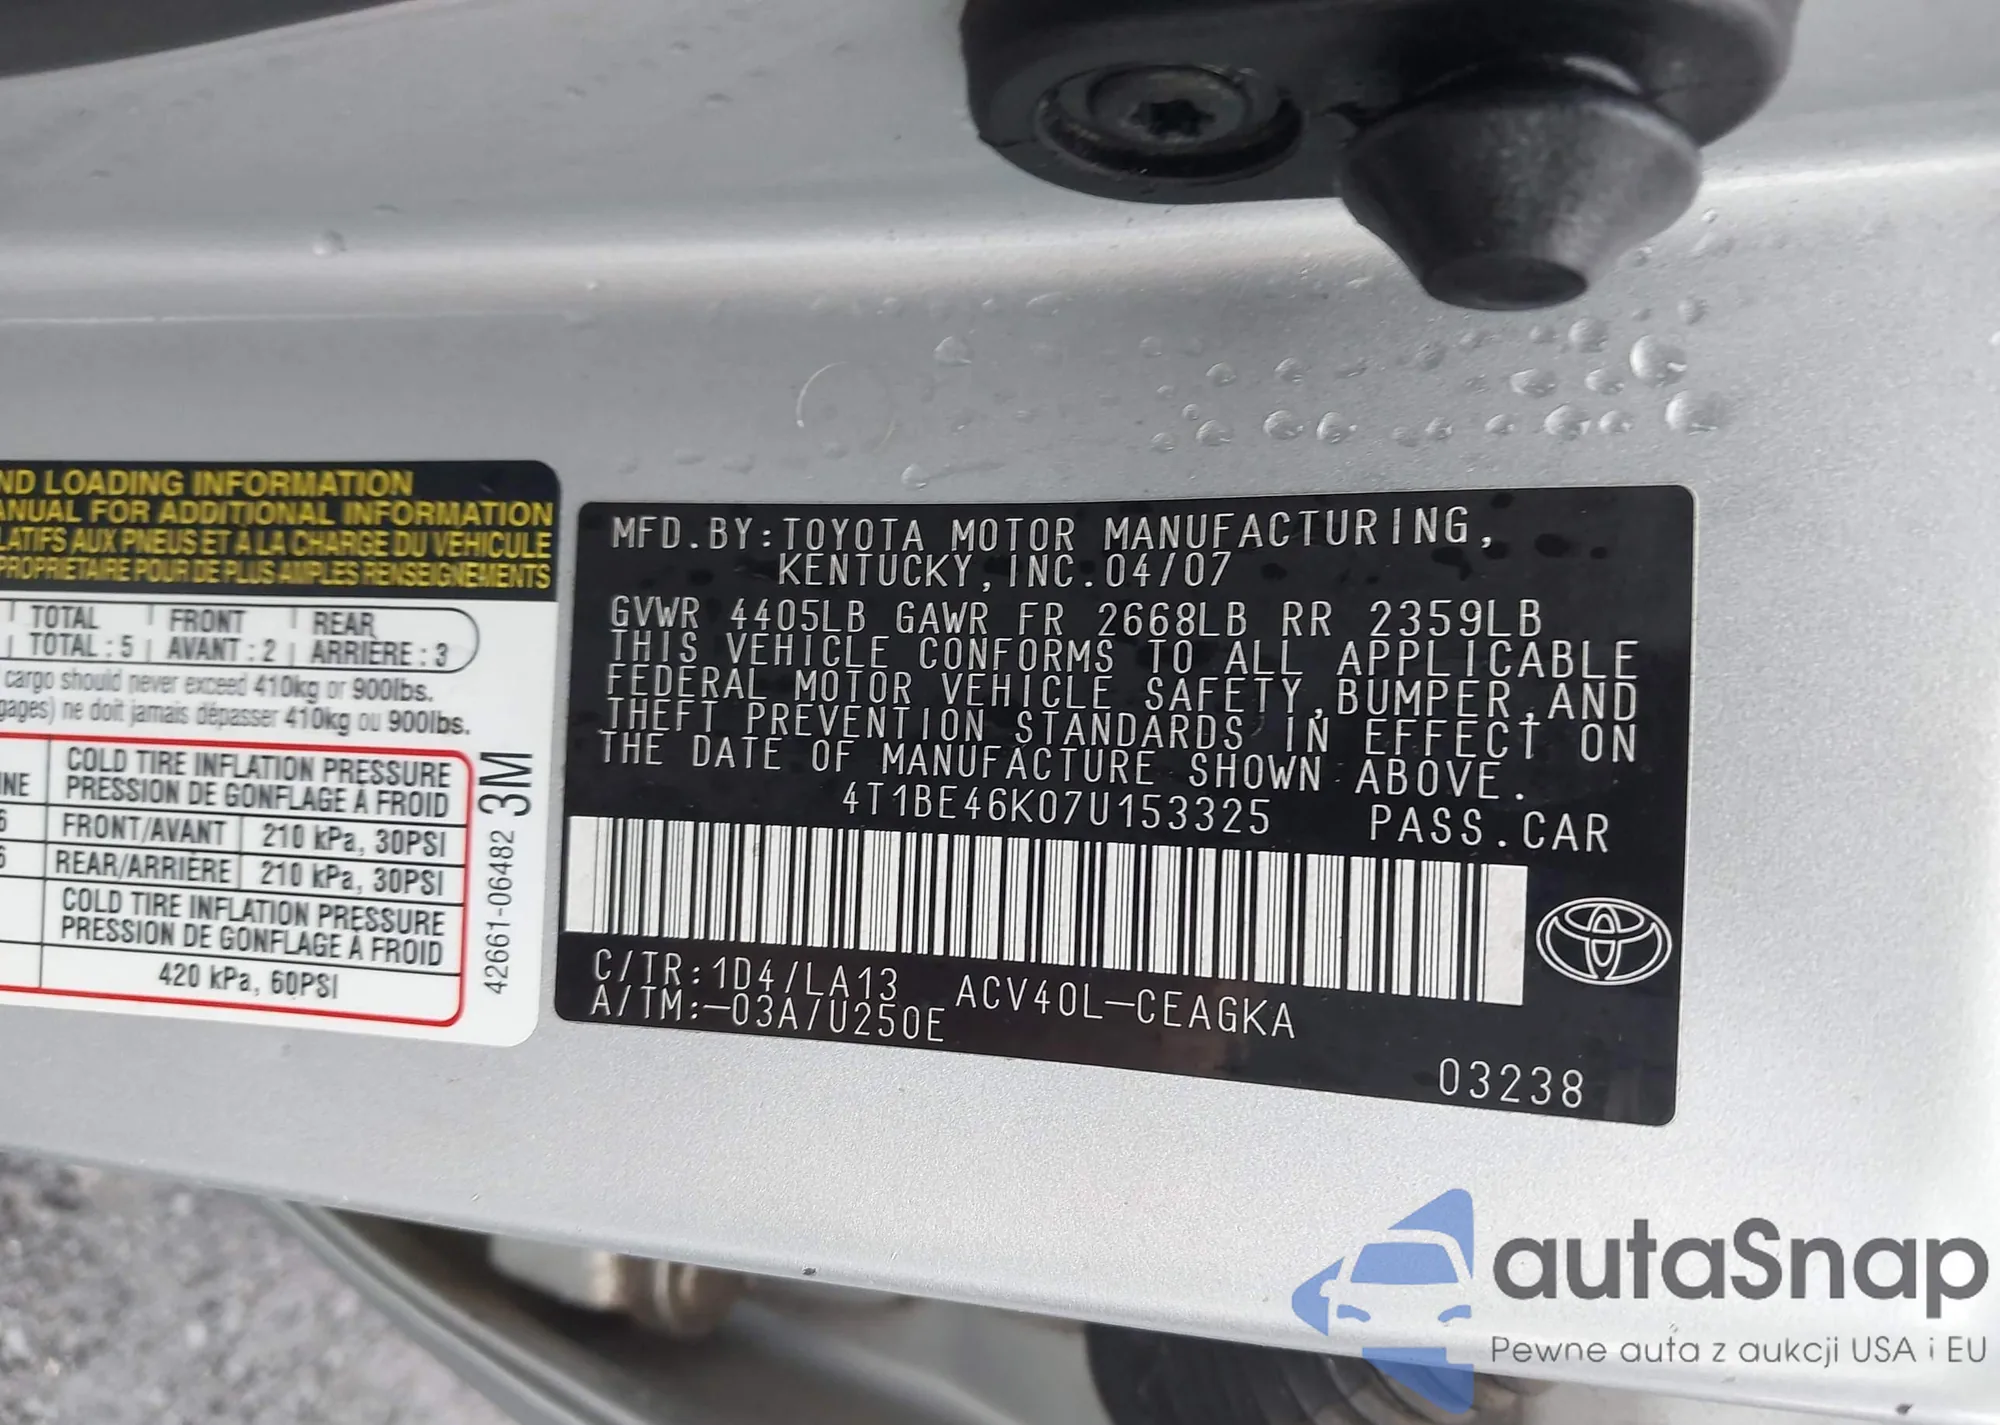 ND LOADING INFORMATION
ANUAL FOR ADDITIONAL INFORMATION
LATIFS AUX PNEUS ET A LA CHARGE DU VÉHICULE
PROPRIÉTAIRE POUR DE PLUS AMPLES RENSEIGNEMENTS
TOTAL FRONT REAR
TOTAL : 5 AVANT : 2 ARRIÈRE : 3
cargo should never exceed 410kg or 900lbs.
gages) ne doit jamais dépasser 410kg ou 900lbs.
COLD TIRE INFLATION PRESSURE
PRESSION DE GONFLAGE À FROID
FRONT/AVANT 210 kPa, 30PSI
REAR/ARRIÈRE 210 kPa, 30PSI
COLD TIRE INFLATION PRESSURE
PRESSION DE GONFLAGE À FROID
420 kPa, 60PSI
42661-06482 3M
MFD.BY:TOYOTA MOTOR MANUFACTURING,
KENTUCKY,INC.04/07
GVWR 4405LB GAWR FR 2668LB RR 2359LB
THIS VEHICLE CONFORMS TO ALL APPLICABLE
FEDERAL MOTOR VEHICLE SAFETY,BUMPER,AND
THEFT PREVENTION STANDARDS IN EFFECT ON
THE DATE OF MANUFACTURE SHOWN ABOVE.
4T1BE46K07U153325 PASS.CAR
C/TR:1D4/LA13 ACV40L-CEAGKA
A/TM:-03A/U250E
03238
autaSnap
Pewne auta z aukcji USA i EU